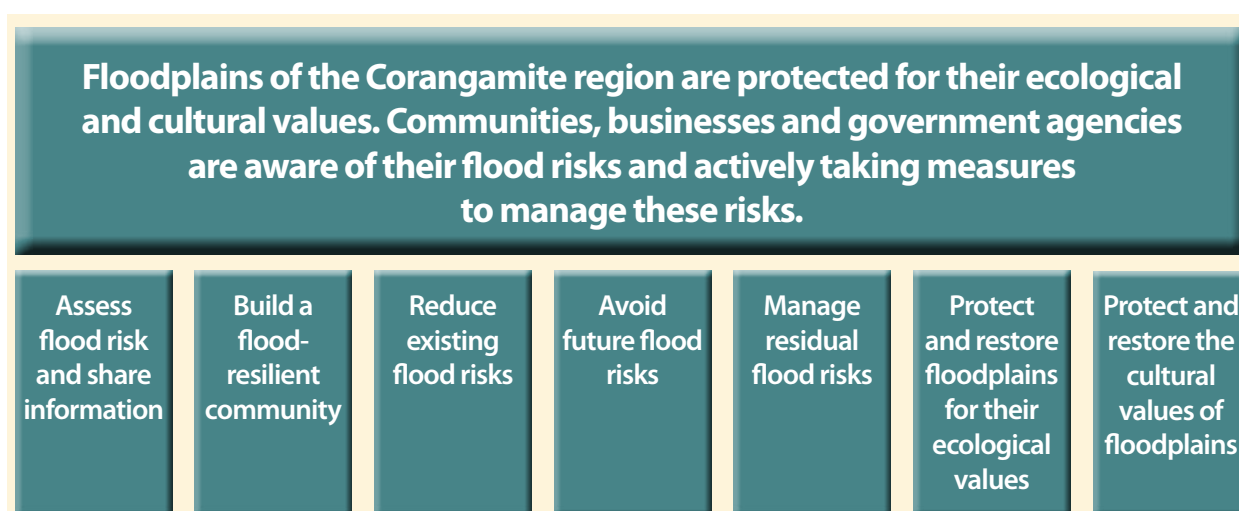 Floodplains of the Corangamite region are protected for their ecological
and cultural values. Communities, businesses and government agencies
are aware of their flood risks and actively taking measures
to manage these risks.
Assess
flood risk
and share
information
Build a
flood-
resilient
community
Reduce
existing
flood risks
Avoid
future flood
risks
Manage
residual
flood risks
Protect
and restore
floodplains
for their
ecological
values
Protect and
restore the
cultural
values of
floodplains